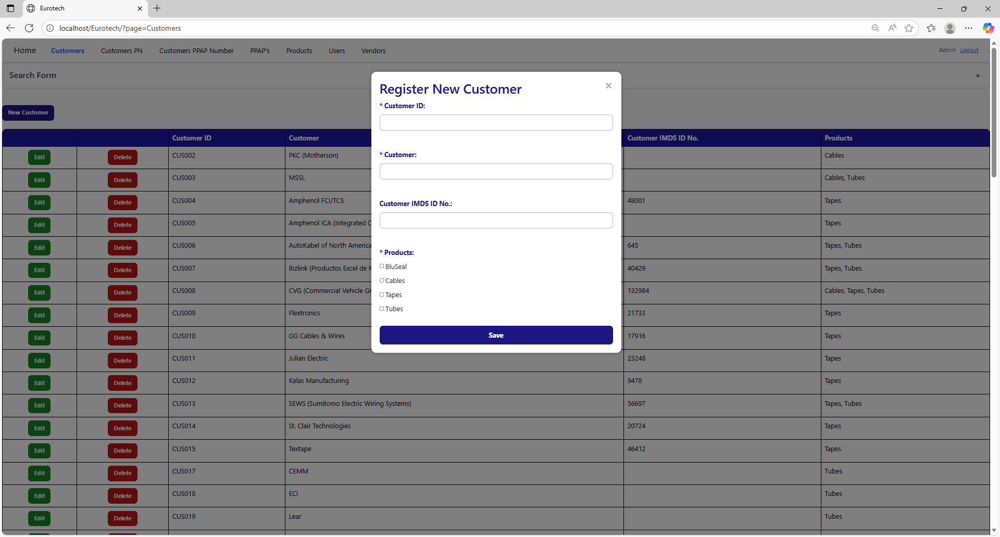 Eurotech
localhost/Eurotech/?page=Customers
Home Customers Customers PN Customers PPAP Number PPAP's Products Users Vendors Admin Logout
Search Form
New Customer
Register New Customer
* Customer ID:
* Customer:
Customer IMDS ID No.:
* Products:
BluSeal
Cables
Tapes
Tubes
Save
Customer ID Customer Customer IMDS ID No. Products
Edit Delete CUS002 PKC (Motherson) Cables
Edit Delete CUS003 MSSL Cables, Tubes
Edit Delete CUS004 Amphenol FCI/TCS 48001 Tapes
Edit Delete CUS005 Amphenol ICA (Integrated C Tapes
Edit Delete CUS006 AutoKabel of North America 645 Tapes, Tubes
Edit Delete CUS007 Bizlink (Productos Excel de 40429 Tapes, Tubes
Edit Delete CUS008 CVG (Commercial Vehicle Gr 132984 Cables, Tapes, Tubes
Edit Delete CUS009 Flextronics 21733 Tapes
Edit Delete CUS010 GG Cables & Wires 17916 Tapes
Edit Delete CUS011 Julian Electric 23248 Tapes
Edit Delete CUS012 Kalas Manufacturing 9478 Tapes
Edit Delete CUS013 SEWS (Sumitomo Electric Wiring Systems) 56697 Tapes, Tubes
Edit Delete CUS014 St. Clair Technologies 20724 Tapes
Edit Delete CUS015 Textape 46412 Tapes
Edit Delete CUS017 CEMM Tubes
Edit Delete CUS018 ECI Tubes
Edit Delete CUS019 Lear Tubes